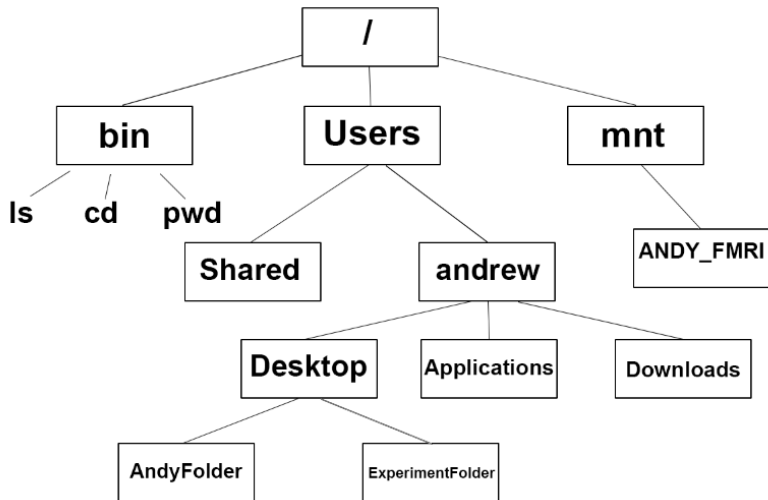 /
bin
Users
mnt
ls
cd
pwd
Shared
andrew
ANDY_FMRI
Desktop
Applications
Downloads
AndyFolder
ExperimentFolder